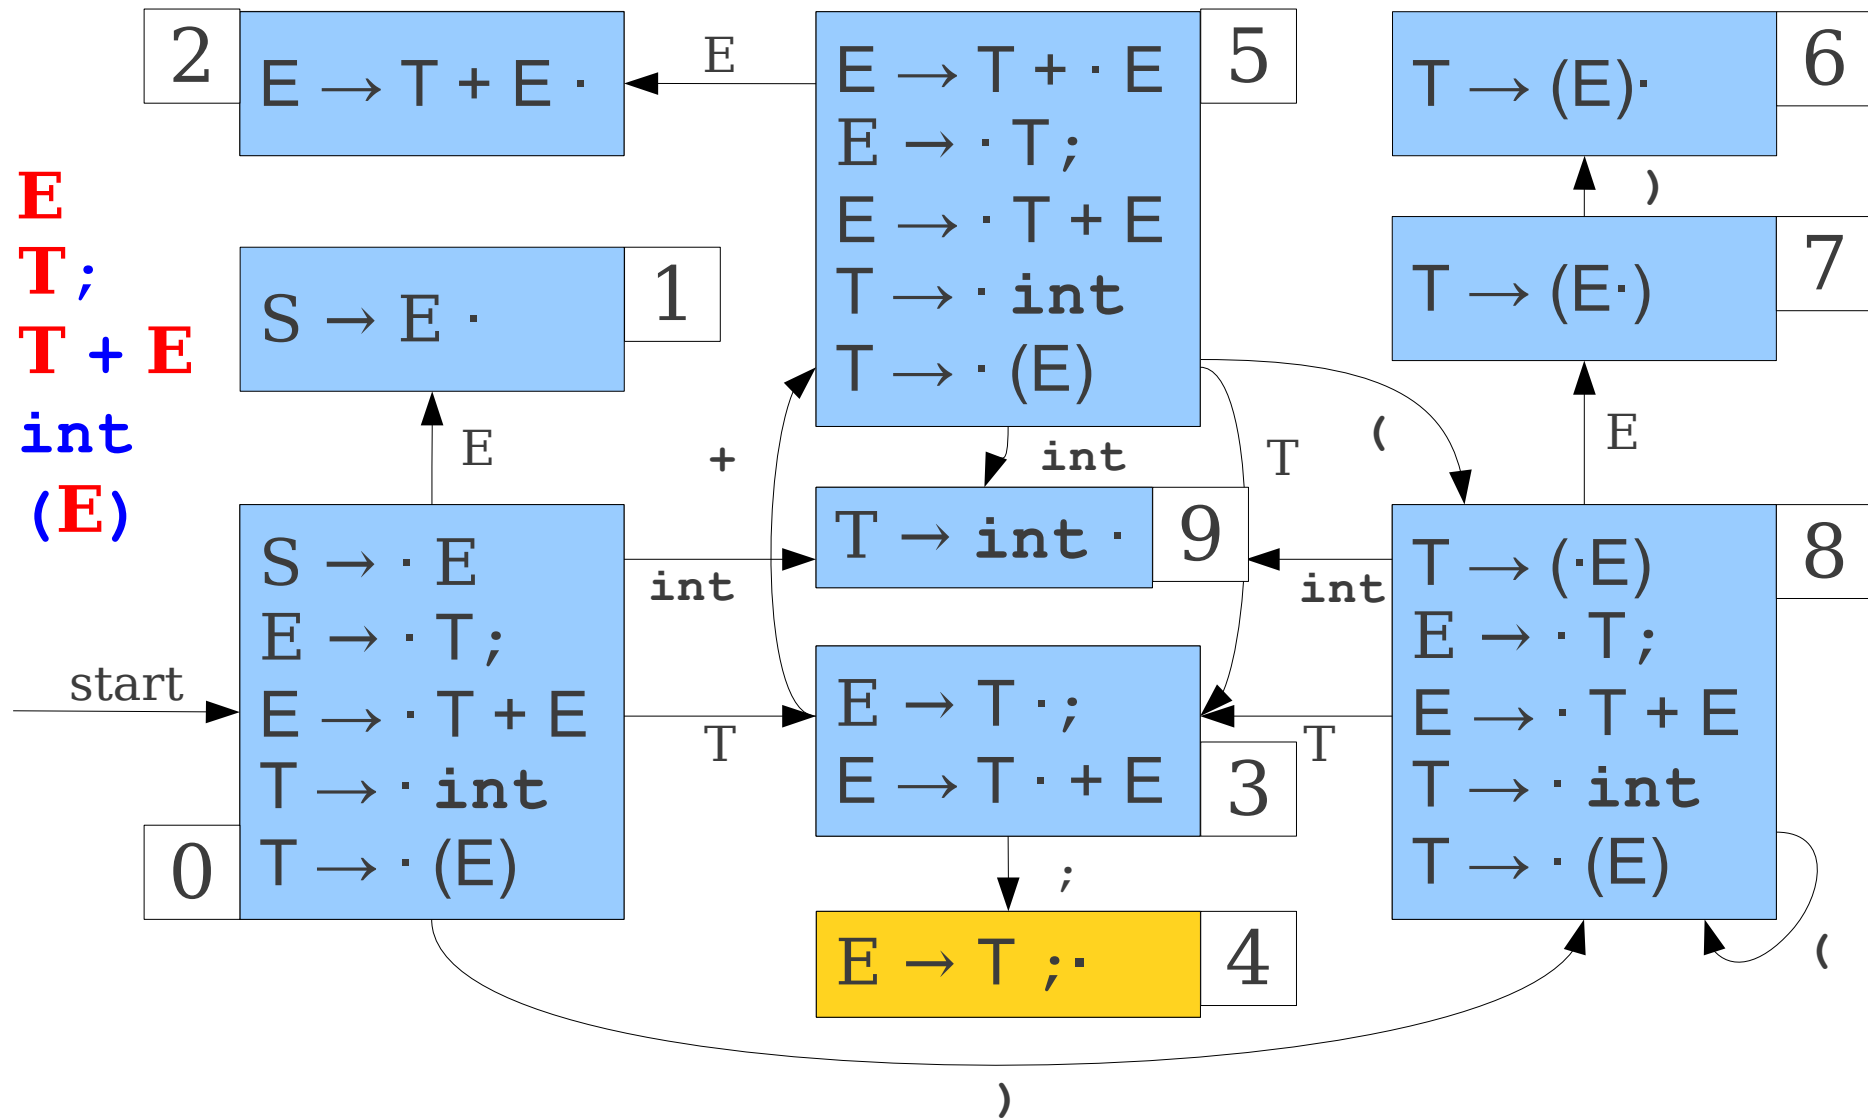 E
T ;
T + E
int
(E)
2
E → T + E ·
E
5
E → T + · E
E → · T ;
E → · T + E
T → · int
T → · (E)
6
T → (E)·
)
7
T → (E·)
1
S → E ·
E
+
int
T
(
E
9
T → int ·
start
0
S → · E
E → · T ;
E → · T + E
T → · int
T → · (E)
int
T
3
E → T · ;
E → T · + E
;
4
E → T ; ·
int
T
8
T → (·E)
E → · T ;
E → · T + E
T → · int
T → · (E)
(
)